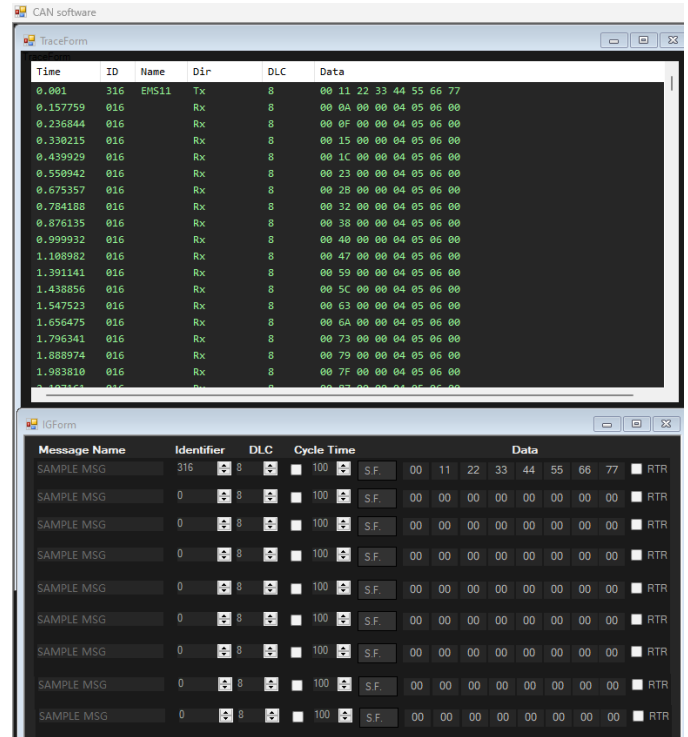 CAN software
TraceForm
Time ID Name Dir DLC Data
0.001 316 EMS11 Tx 8 00 11 22 33 44 55 66 77
0.157759 016 Rx 8 00 0A 00 00 04 05 06 00
0.236844 016 Rx 8 00 0F 00 00 04 05 06 00
0.330215 016 Rx 8 00 15 00 00 04 05 06 00
0.439929 016 Rx 8 00 1C 00 00 04 05 06 00
0.550942 016 Rx 8 00 23 00 00 04 05 06 00
0.675357 016 Rx 8 00 2B 00 00 04 05 06 00
0.784188 016 Rx 8 00 32 00 00 04 05 06 00
0.876135 016 Rx 8 00 38 00 00 04 05 06 00
0.999932 016 Rx 8 00 40 00 00 04 05 06 00
1.108982 016 Rx 8 00 47 00 00 04 05 06 00
1.391141 016 Rx 8 00 59 00 00 04 05 06 00
1.438856 016 Rx 8 00 5C 00 00 04 05 06 00
1.547523 016 Rx 8 00 63 00 00 04 05 06 00
1.656475 016 Rx 8 00 6A 00 00 04 05 06 00
1.796341 016 Rx 8 00 73 00 00 04 05 06 00
1.888974 016 Rx 8 00 79 00 00 04 05 06 00
1.983810 016 Rx 8 00 7F 00 00 04 05 06 00
IGForm
Message Name Identifier DLC Cycle Time Data
SAMPLE MSG 316 8 100 S.F. 00 11 22 33 44 55 66 77 RTR
SAMPLE MSG 0 8 100 S.F. 00 00 00 00 00 00 00 00 RTR
SAMPLE MSG 0 8 100 S.F. 00 00 00 00 00 00 00 00 RTR
SAMPLE MSG 0 8 100 S.F. 00 00 00 00 00 00 00 00 RTR
SAMPLE MSG 0 8 100 S.F. 00 00 00 00 00 00 00 00 RTR
SAMPLE MSG 0 8 100 S.F. 00 00 00 00 00 00 00 00 RTR
SAMPLE MSG 0 8 100 S.F. 00 00 00 00 00 00 00 00 RTR
SAMPLE MSG 0 8 100 S.F. 00 00 00 00 00 00 00 00 RTR
SAMPLE MSG 0 8 100 S.F. 00 00 00 00 00 00 00 00 RTR